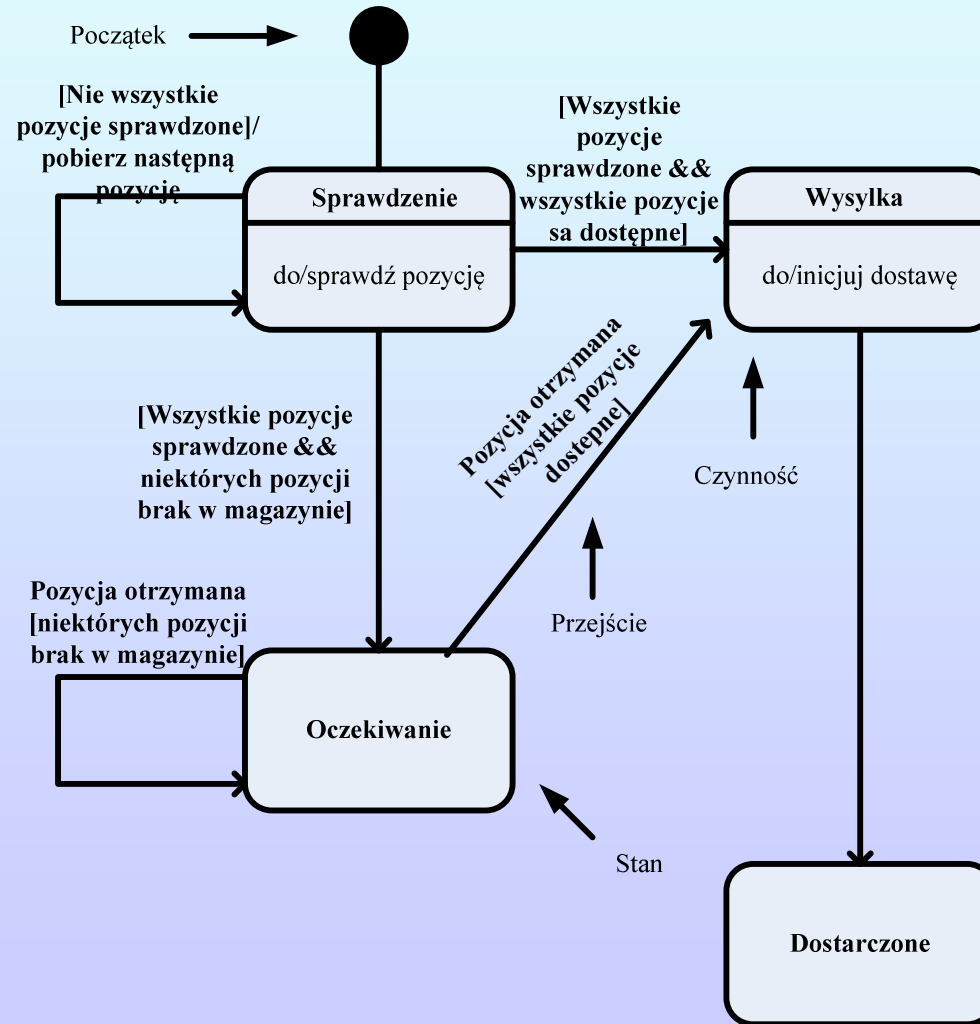 Początek
[Nie wszystkie
pozycje sprawdzone]/
pobierz następną
pozycję
[Wszystkie
pozycje
sprawdzone &&
wszystkie pozycje
sa dostępne]
Sprawdzenie
do/sprawdź pozycję
Wysylka
do/inicjuj dostawę
[Wszystkie pozycje
sprawdzone &&
niektórych pozycji
brak w magazynie]
Pozycja otrzymana
[wszystkie pozycje
dostepne]
Czynność
Przejście
Pozycja otrzymana
[niektórych pozycji
brak w magazynie]
Oczekiwanie
Stan
Dostarczone